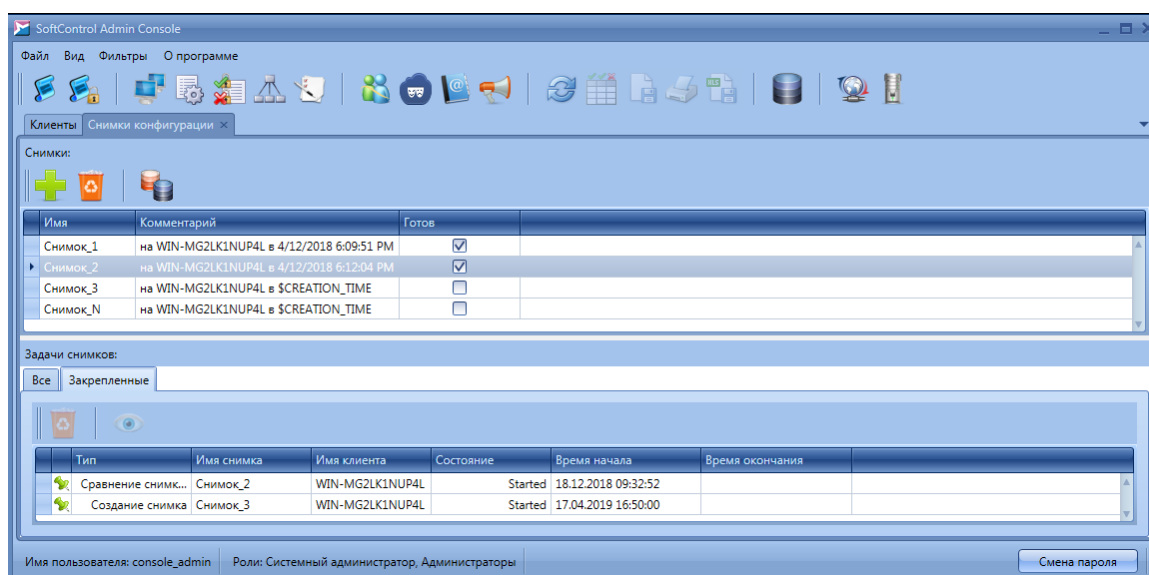 SoftControl Admin Console
Файл Вид Фильтры О программе
Клиенты Снимки конфигурации
Снимки:
Имя Комментарий Готов
Снимок_1 на WIN-MG2LK1NUP4L в 4/12/2018 6:09:51 PM
Снимок_2 на WIN-MG2LK1NUP4L в 4/12/2018 6:12:04 PM
Снимок_3 на WIN-MG2LK1NUP4L в $CREATION_TIME
Снимок_N на WIN-MG2LK1NUP4L в $CREATION_TIME
Задачи снимков:
Все Закрепленные
Тип Имя снимка Имя клиента Состояние Время начала Время окончания
Сравнение снимк... Снимок_2 WIN-MG2LK1NUP4L Started 18.12.2018 09:32:52
Создание снимка Снимок_3 WIN-MG2LK1NUP4L Started 17.04.2019 16:50:00
Имя пользователя: console_admin Роли: Системный администратор, Администраторы Смена пароля